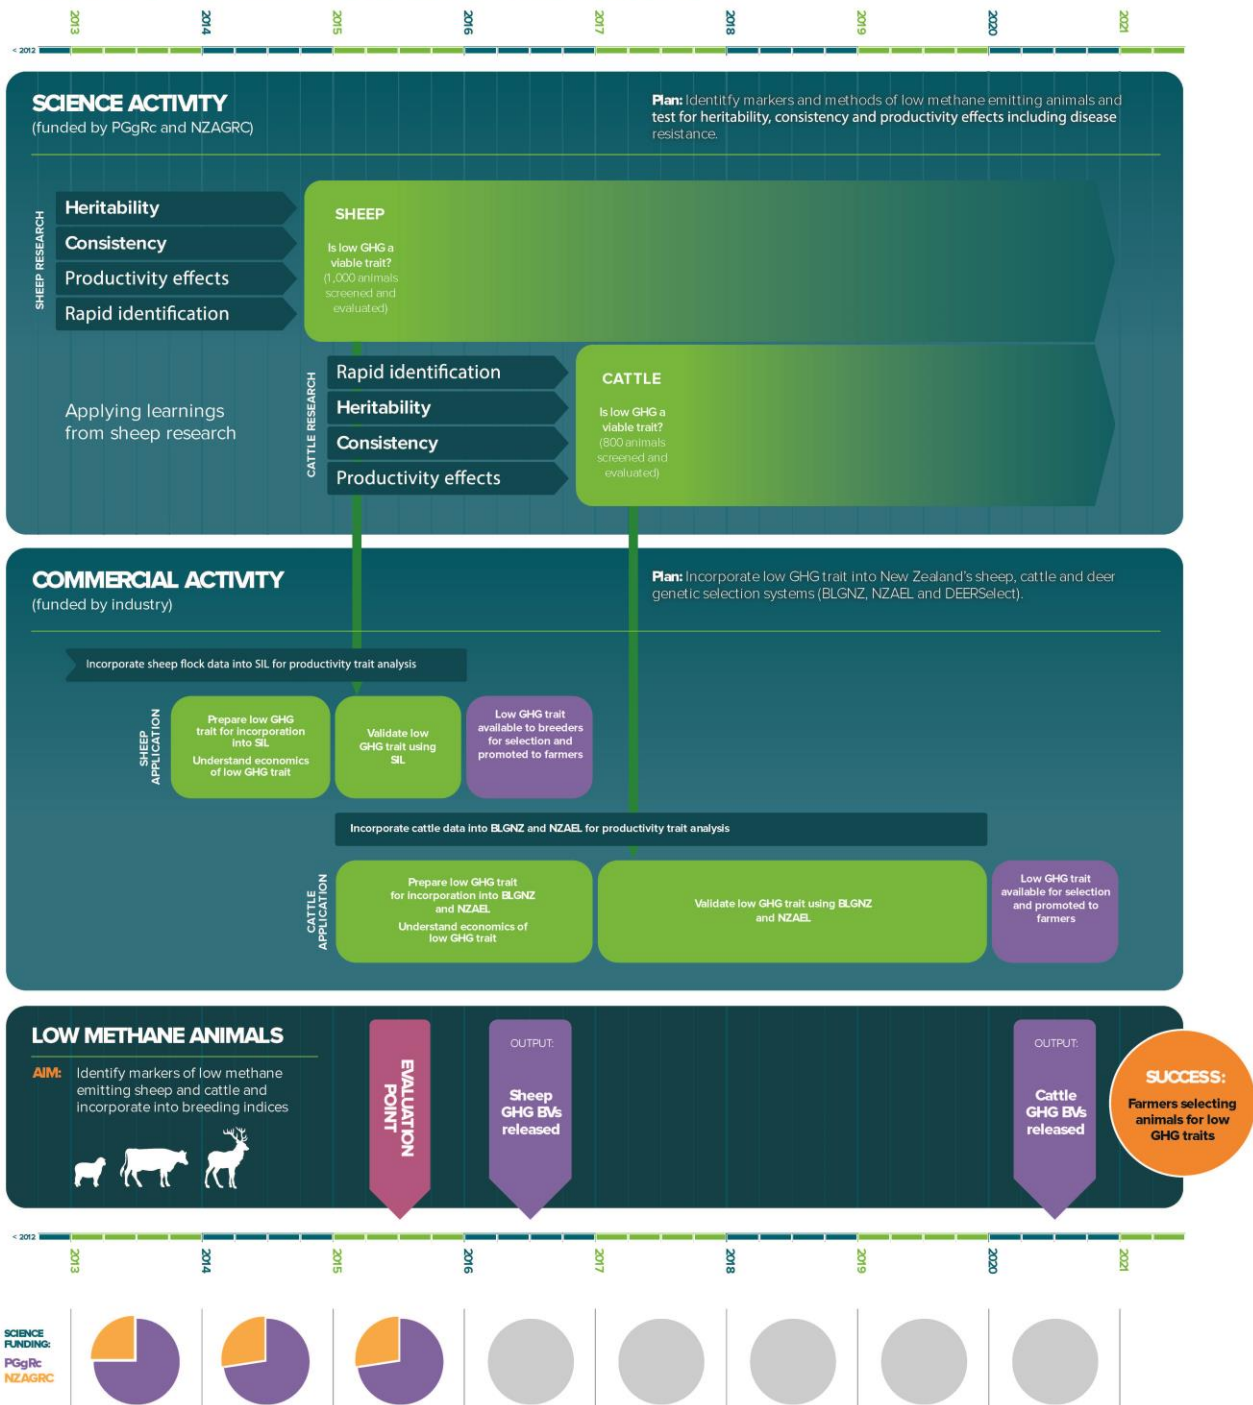 2013 2014 2015 2016 2017 2018 2019 2020 2021
< 2012
SCIENCE ACTIVITY
(funded by PGgRc and NZAGRC)
Plan: Identitfy markers and methods of low methane emitting animals and
test for heritability, consistency and productivity effects including disease
resistance.
SHEEP RESEARCH
Heritability
Consistency
Productivity effects
Rapid identification
SHEEP
Is low GHG a
viable trait?
(1,000 animals
screened and
evaluated)
Applying learnings
from sheep research
CATTLE RESEARCH
Rapid identification
Heritability
Consistency
Productivity effects
CATTLE
Is low GHG a
viable trait?
(800 animals
screened and
evaluated)
COMMERCIAL ACTIVITY
(funded by industry)
Plan: Incorporate low GHG trait into New Zealand's sheep, cattle and deer
genetic selection systems (BLGNZ, NZAEL and DEERSelect).
Incorporate sheep flock data into SIL for productivity trait analysis
SHEEP
APPLICATION
Prepare low GHG
trait for incorporation
into SIL
Understand economics
of low GHG trait
Validate low
GHG trait using
SIL
Low GHG trait
available to breeders
for selection and
promoted to farmers
Incorporate cattle data into BLGNZ and NZAEL for productivity trait analysis
CATTLE
APPLICATION
Prepare low GHG trait
for incorporation into BLGNZ
and NZAEL
Understand economics of
low GHG trait
Validate low GHG trait using BLGNZ
and NZAEL
Low GHG trait
available for selection
and promoted to
farmers
LOW METHANE ANIMALS
AIM: Identify markers of low methane
emitting sheep and cattle and
incorporate into breeding indices
EVALUATION
POINT
OUTPUT:
Sheep
GHG BVs
released
OUTPUT:
Cattle
GHG BVs
released
SUCCESS:
Farmers selecting
animals for low
GHG traits
< 2012
2013 2014 2015 2016 2017 2018 2019 2020 2021
SCIENCE
FUNDING:
PGgRc
NZAGRC